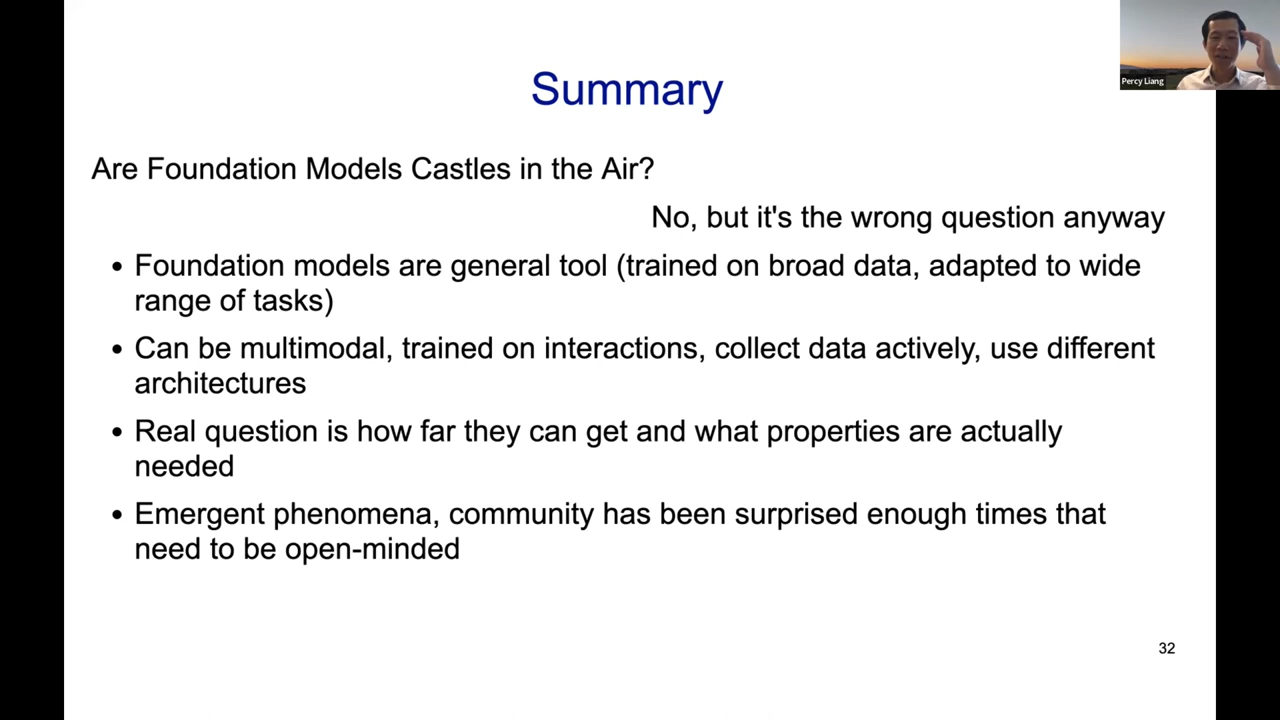 Percy Liang
Summary
Are Foundation Models Castles in the Air?
No, but it's the wrong question anyway
• Foundation models are general tool (trained on broad data, adapted to wide
range of tasks)
• Can be multimodal, trained on interactions, collect data actively, use different
architectures
• Real question is how far they can get and what properties are actually
needed
• Emergent phenomena, community has been surprised enough times that
need to be open-minded
32